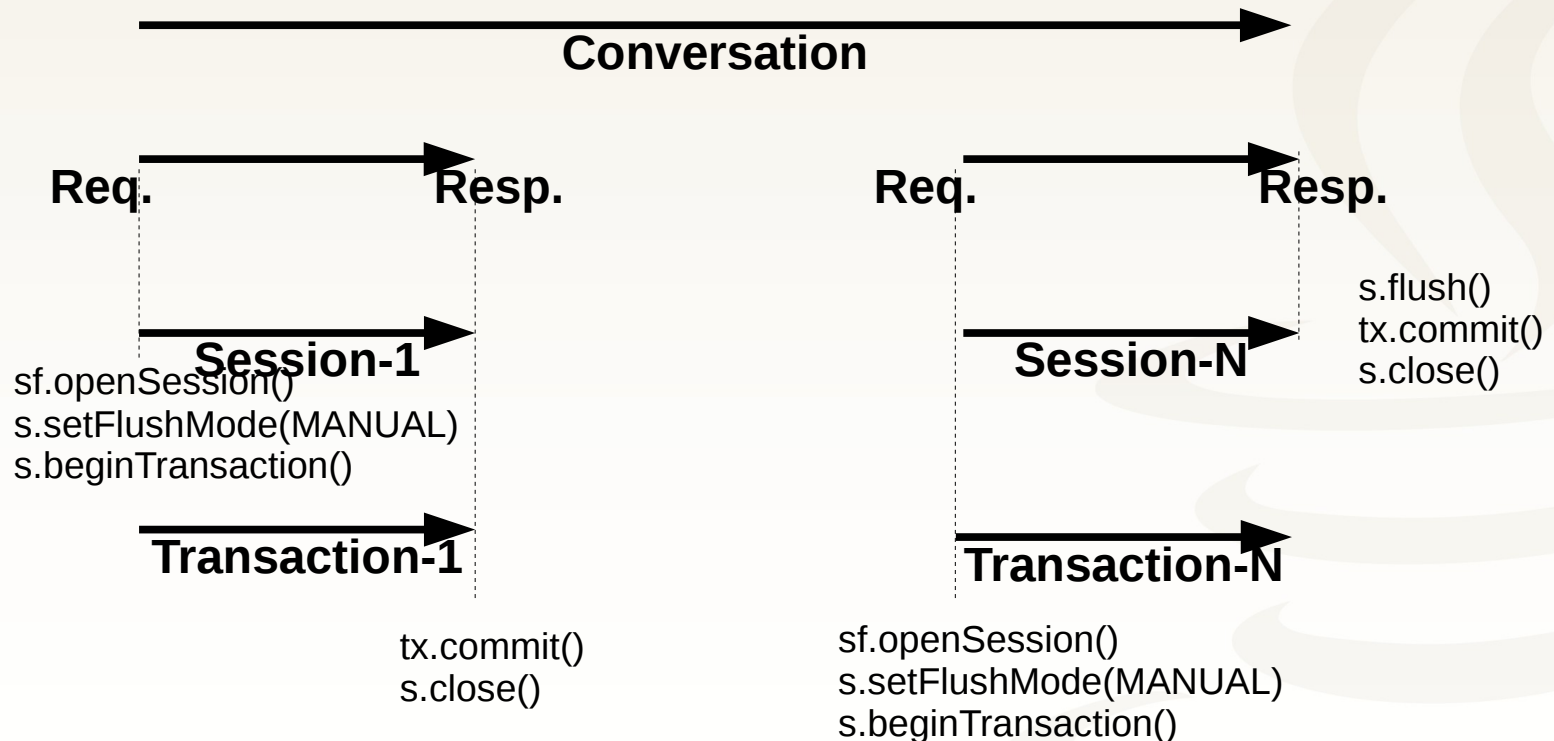 Conversation
Req.
Resp.
Req.
Resp.
Session-1
sf.openSession()
s.setFlushMode(MANUAL)
s.beginTransaction()
Session-N
s.flush()
tx.commit()
s.close()
Transaction-1
Transaction-N
tx.commit()
s.close()
sf.openSession()
s.setFlushMode(MANUAL)
s.beginTransaction()